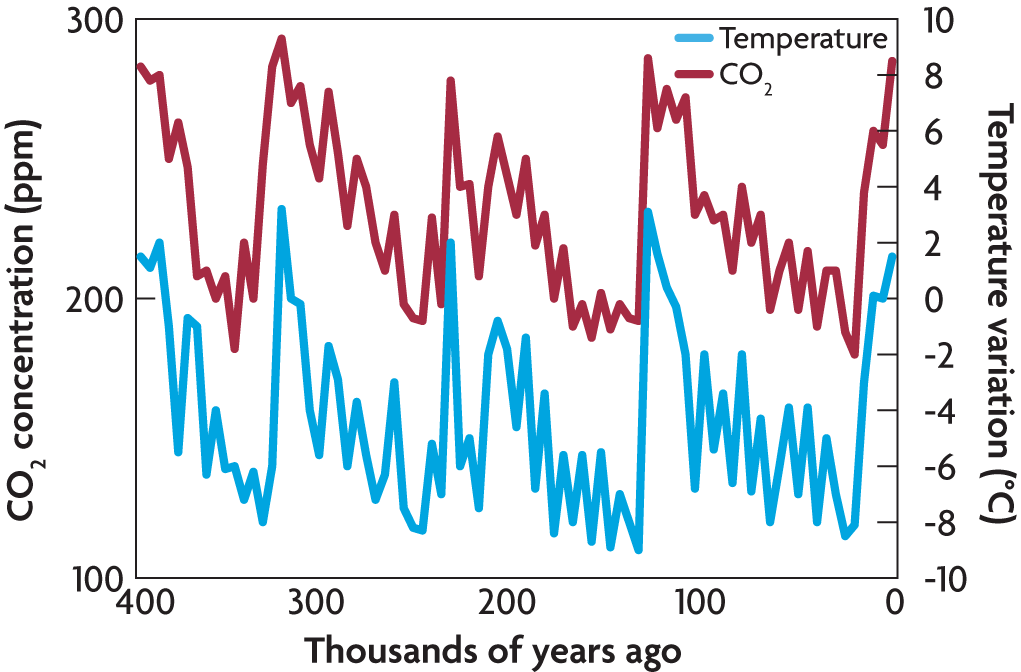 CO2 concentration (ppm)
300
200
100
Temperature
CO2
10
8
6
4
2
0
-2
-4
-6
-8
-10
Temperature variation (°C)
400 300 200 100 0
Thousands of years ago